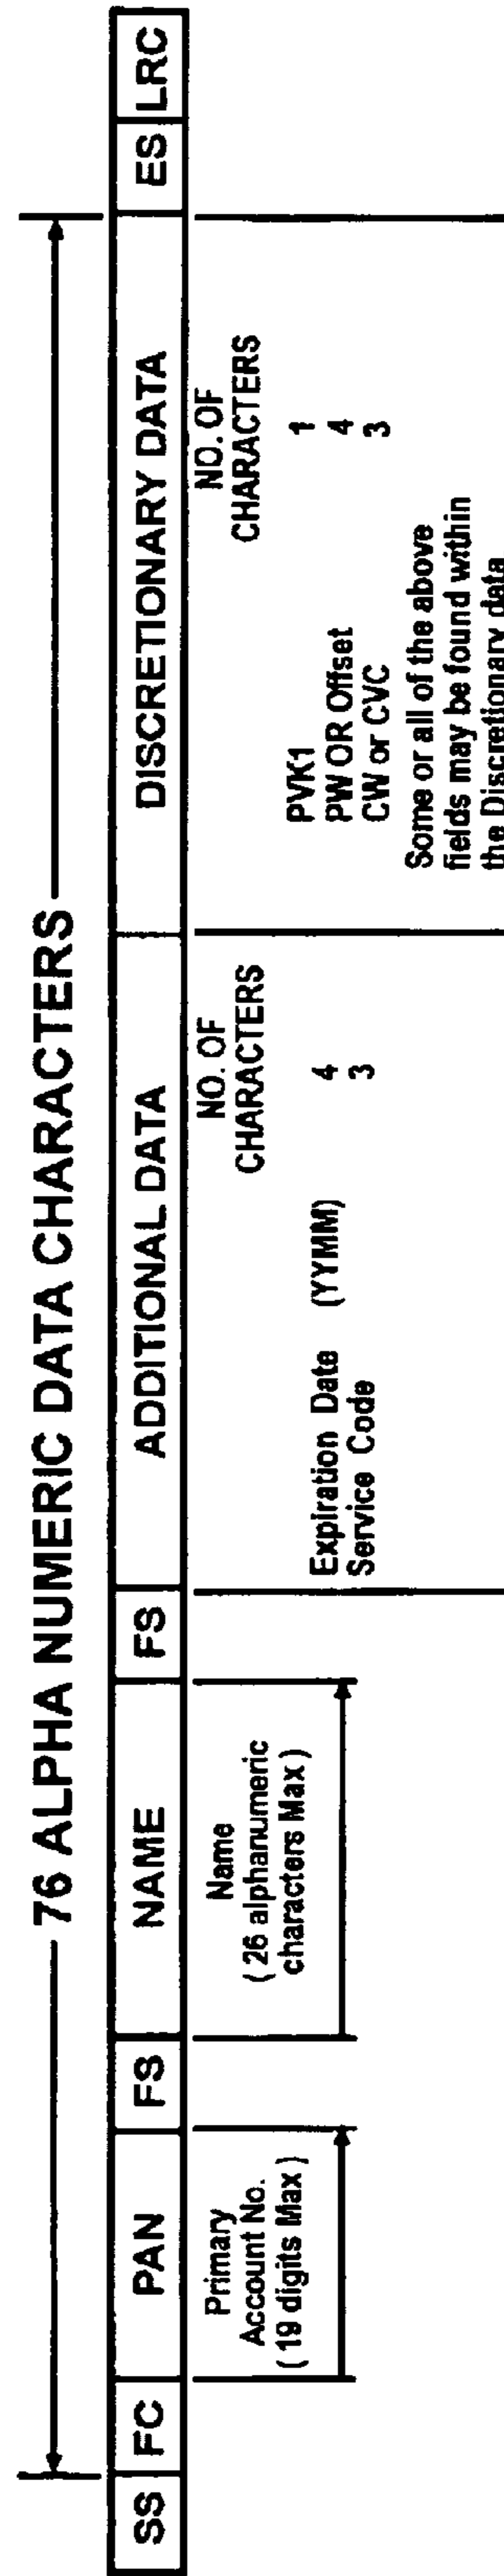 76 ALPHA NUMERIC DATA CHARACTERS
SS FC PAN FS NAME FS ADDITIONAL DATA DISCRETIONARY DATA ES LRC
Primary
Account No.
( 19 digits Max )
Name
( 26 alphanumeric
characters Max )
NO. OF
CHARACTERS
Expiration Date (YYMM) 4
Service Code 3
NO. OF
CHARACTERS
PVK1 1
PW OR Offset 4
CW or CVC 3
Some or all of the above
fields may be found within
the Discretionary data